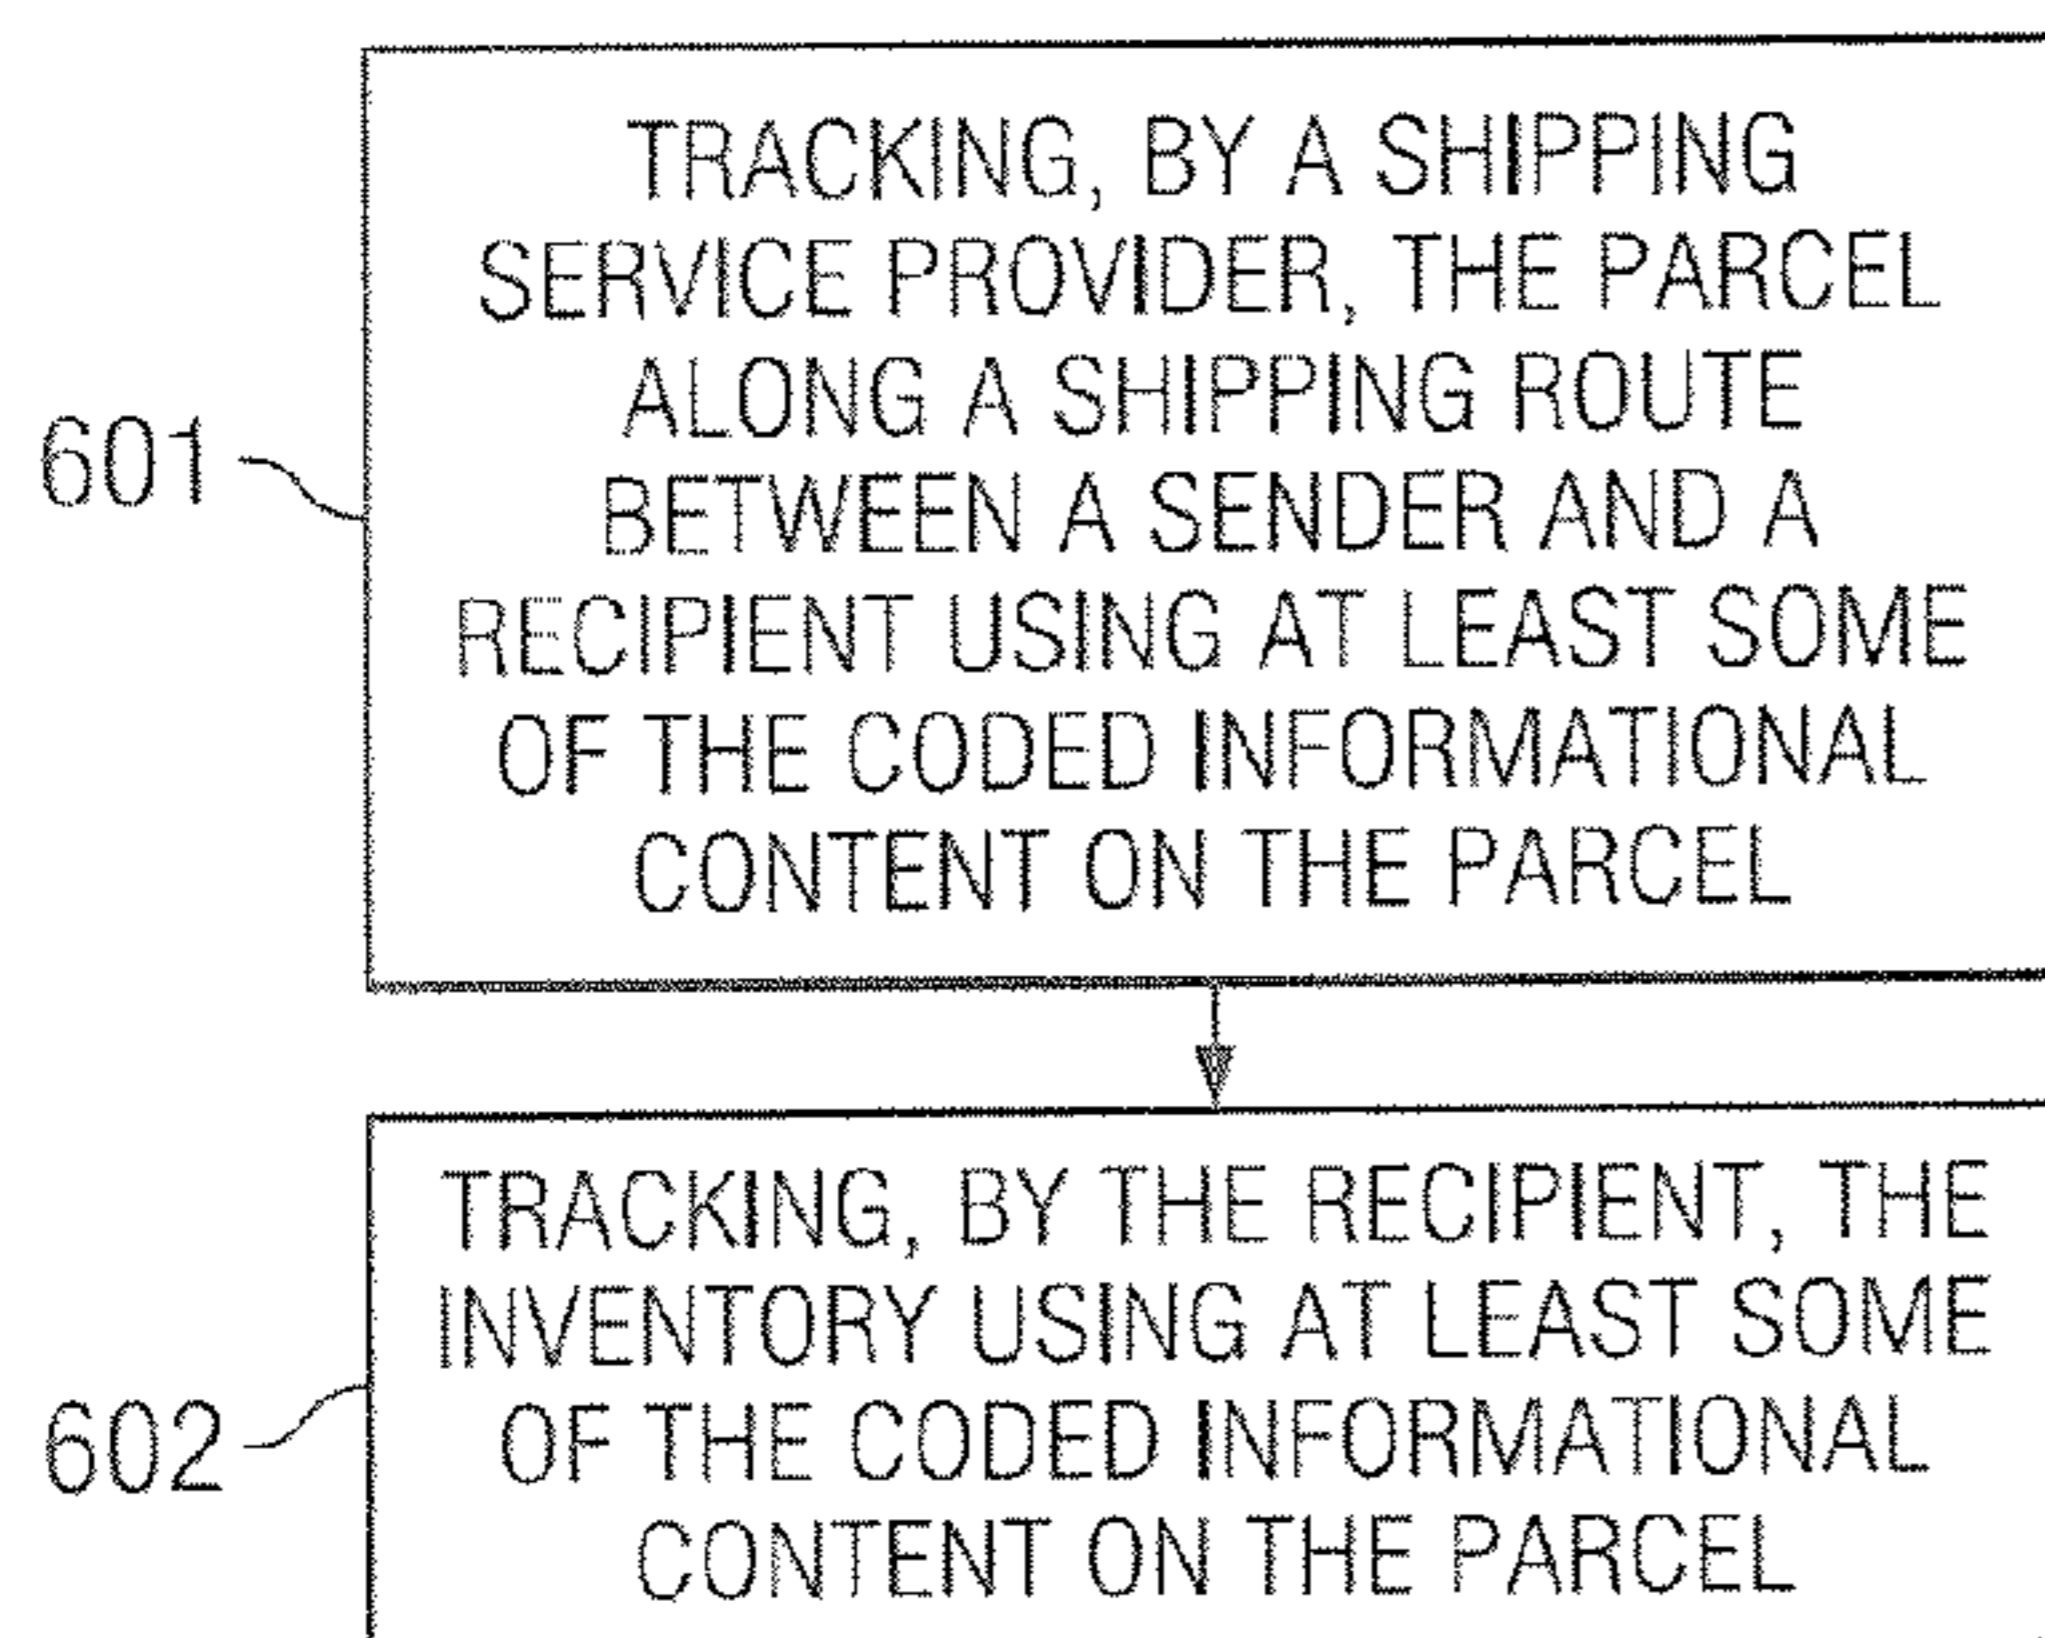 TRACKING, BY A SHIPPING
SERVICE PROVIDER, THE PARCEL
ALONG A SHIPPING ROUTE
601
BETWEEN A SENDER AND A
RECIPIENT USING AT LEAST SOME
OF THE CODED INFORMATIONAL
CONTENT ON THE PARCEL
TRACKING, BY THE RECIPIENT, THE
INVENTORY USING AT LEAST SOME
602
OF THE CODED INFORMATIONAL
CONTENT ON THE PARCEL